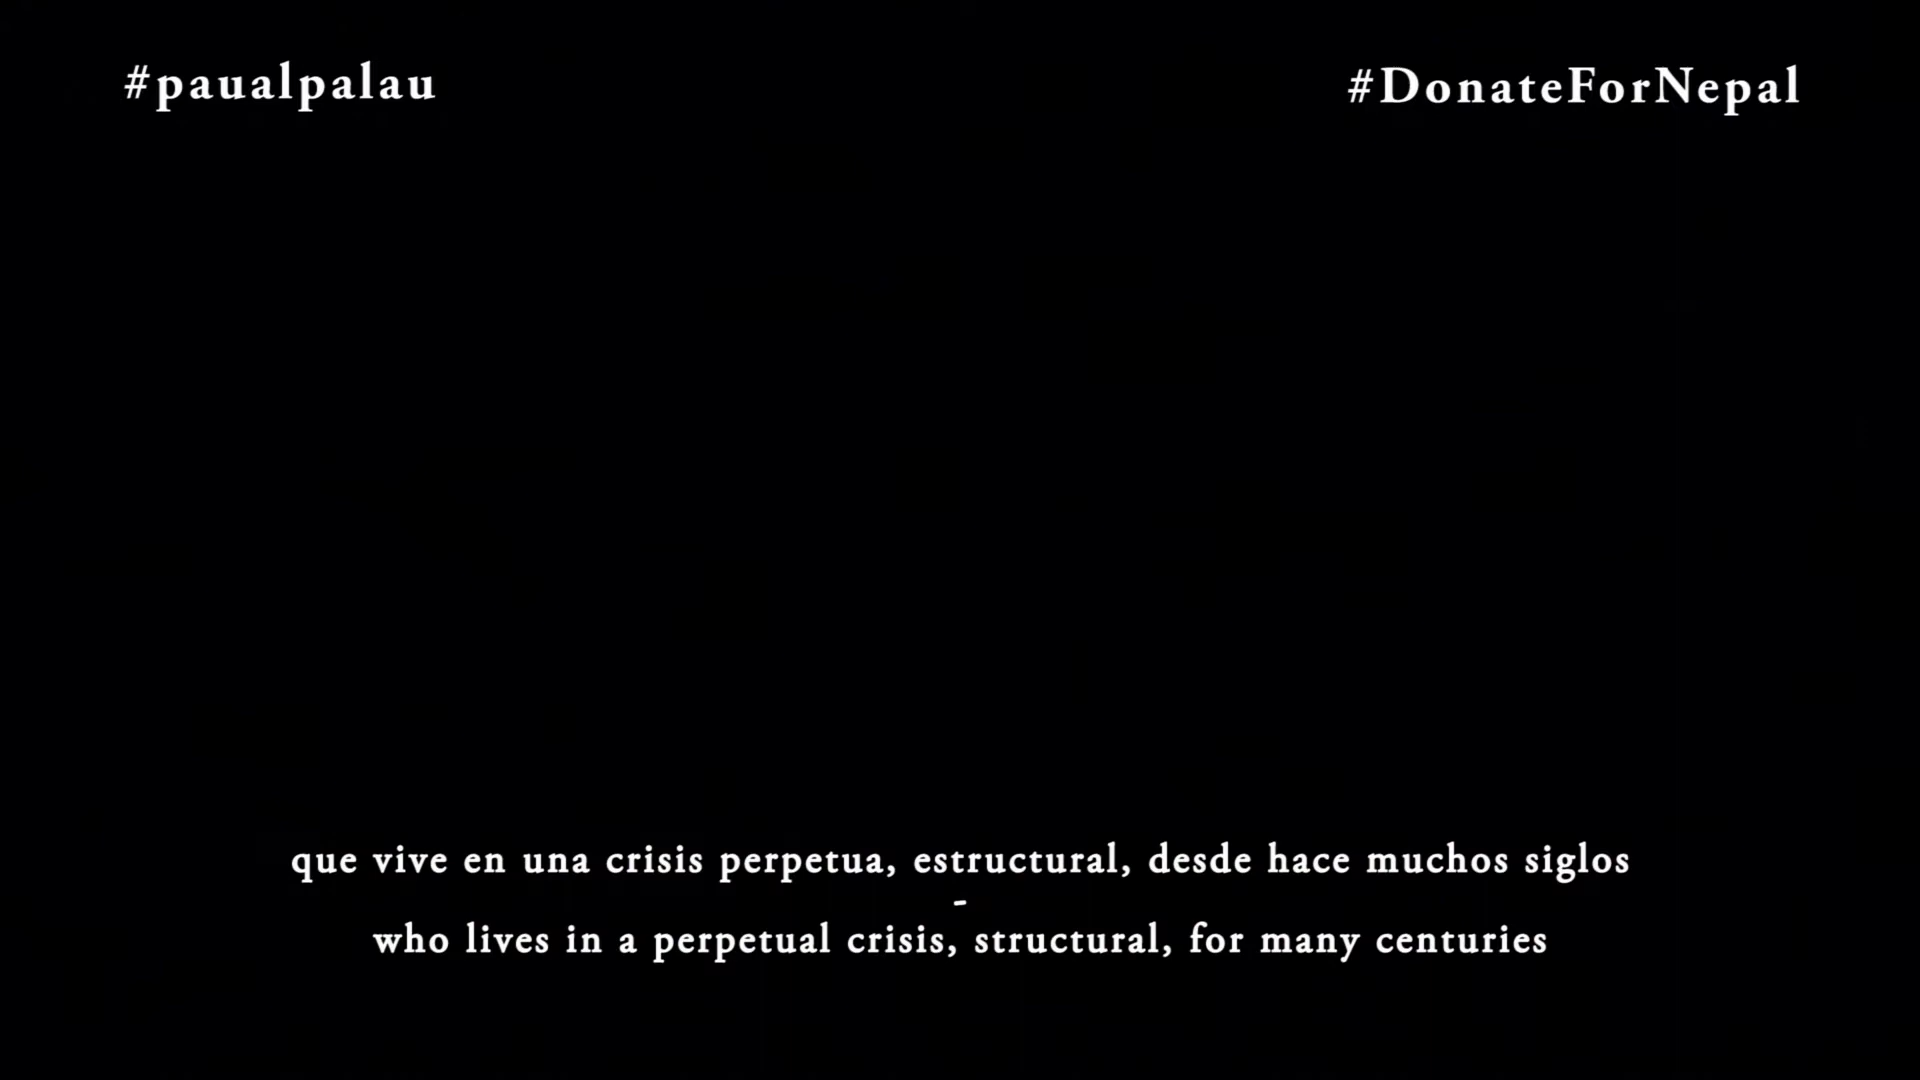 #paualpalau
#DonateForNepal
que vive en una crisis perpetua, estructural, desde hace muchos siglos
-
who lives in a perpetual crisis, structural, for many centuries